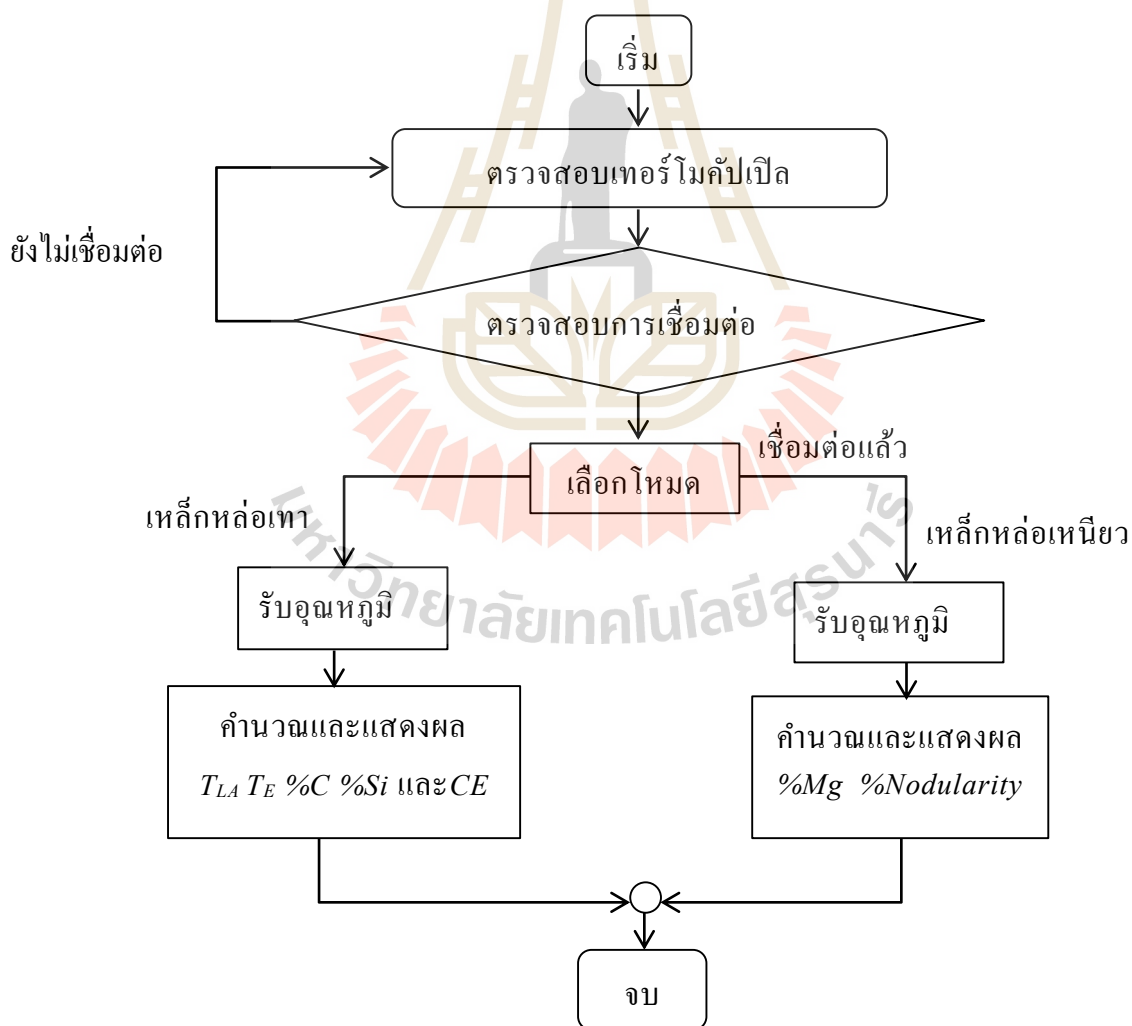 เริ่ม
ตรวจสอบเทอร์โมคัปเปิล
ยังไม่เชื่อมต่อ
ตรวจสอบการเชื่อมต่อ
เชื่อมต่อแล้ว
เลือกโหมด
เหล็กหล่อเทา
เหล็กหล่อเหนียว
รับอุณหภูมิ
รับอุณหภูมิ
มหาวิทยาลัยเทคโนโลยีสุรนารี
คำนวณและแสดงผล
T_LA T_E %C %Si และ CE
คำนวณและแสดงผล
%Mg %Nodularity
จบ